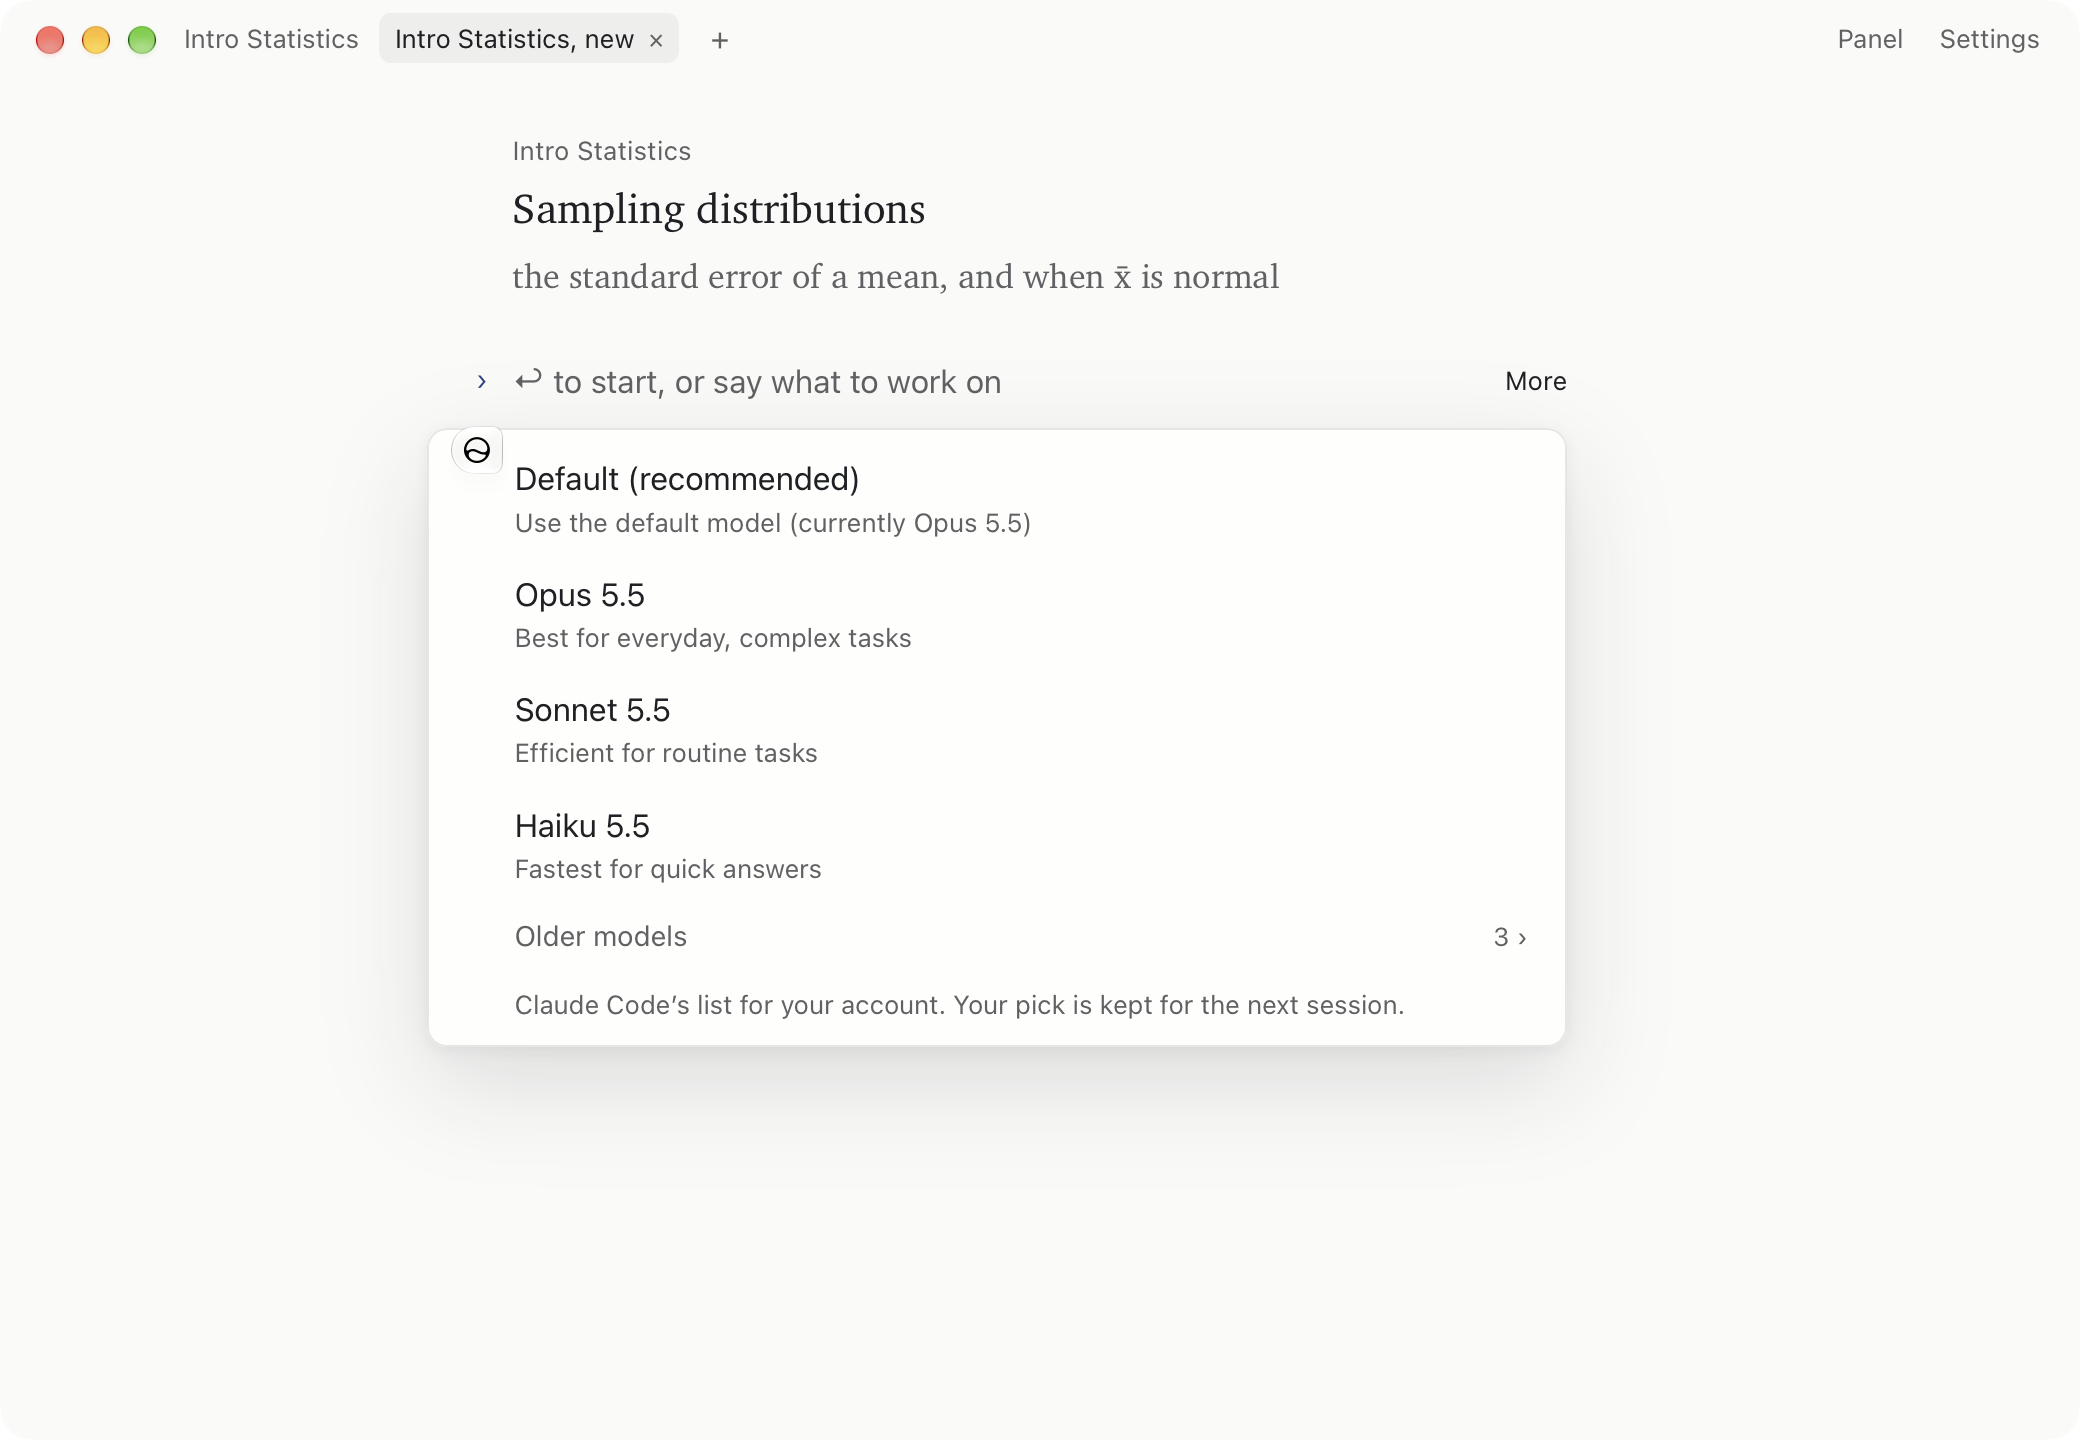 Intro Statistics
Intro Statistics, new ×
+
Panel
Settings
Intro Statistics
Sampling distributions
the standard error of a mean, and when x̄ is normal
› ↩ to start, or say what to work on
More
Default (recommended)
Use the default model (currently Opus 5.5)
Opus 5.5
Best for everyday, complex tasks
Sonnet 5.5
Efficient for routine tasks
Haiku 5.5
Fastest for quick answers
Older models 3 ›
Claude Code’s list for your account. Your pick is kept for the next session.